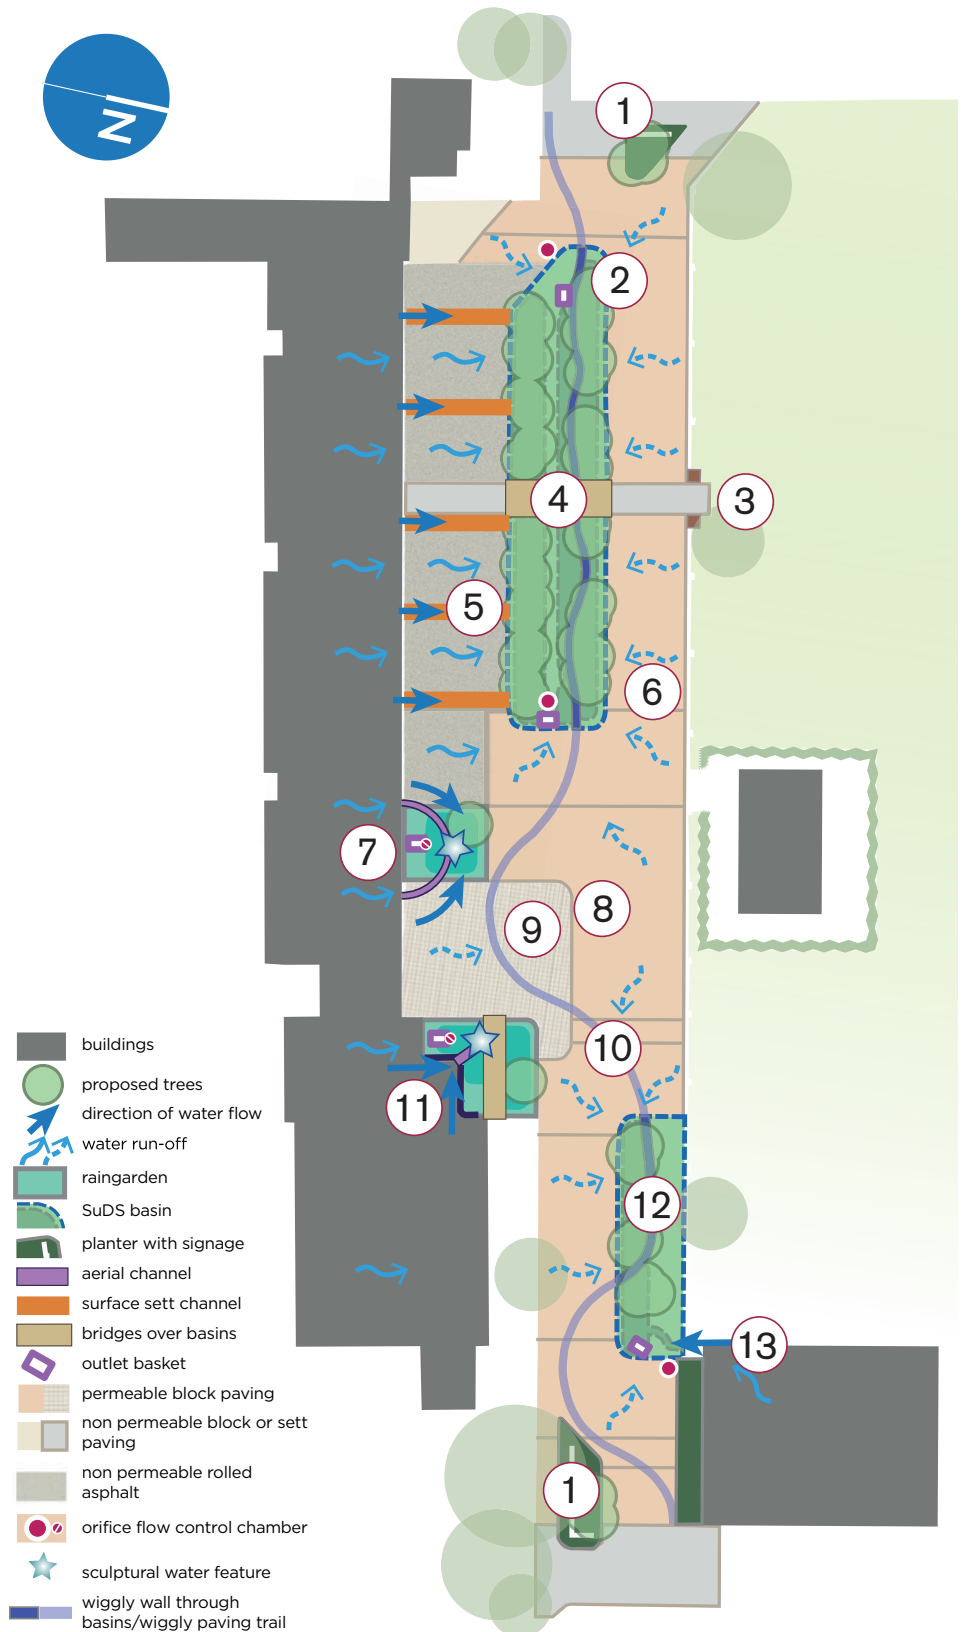 N
1
2
3
4
5
6
7
8
9
10
11
12
13
1
buildings
proposed trees
direction of water flow
water run-off
raingarden
SuDS basin
planter with signage
aerial channel
surface sett channel
bridges over basins
outlet basket
permeable block paving
non permeable block or sett
paving
non permeable rolled
asphalt
orifice flow control chamber
sculptural water feature
wiggly wall through
basins/wiggly paving trail